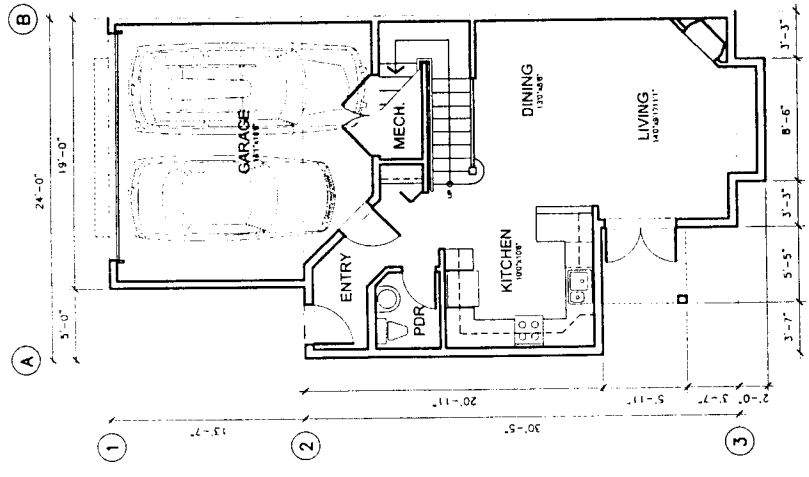 B
24'-0"
19'-0"
5'-0"
A
GARAGE
MECH.
DINING
LIVING
ENTRY
PDR.
KITCHEN
3'-3"
8'-6"
3'-3"
5'-5"
3'-7"
20'-11"
5'-11"
3'-7"
2'-0"
13'-7"
30'-5"
1
2
3